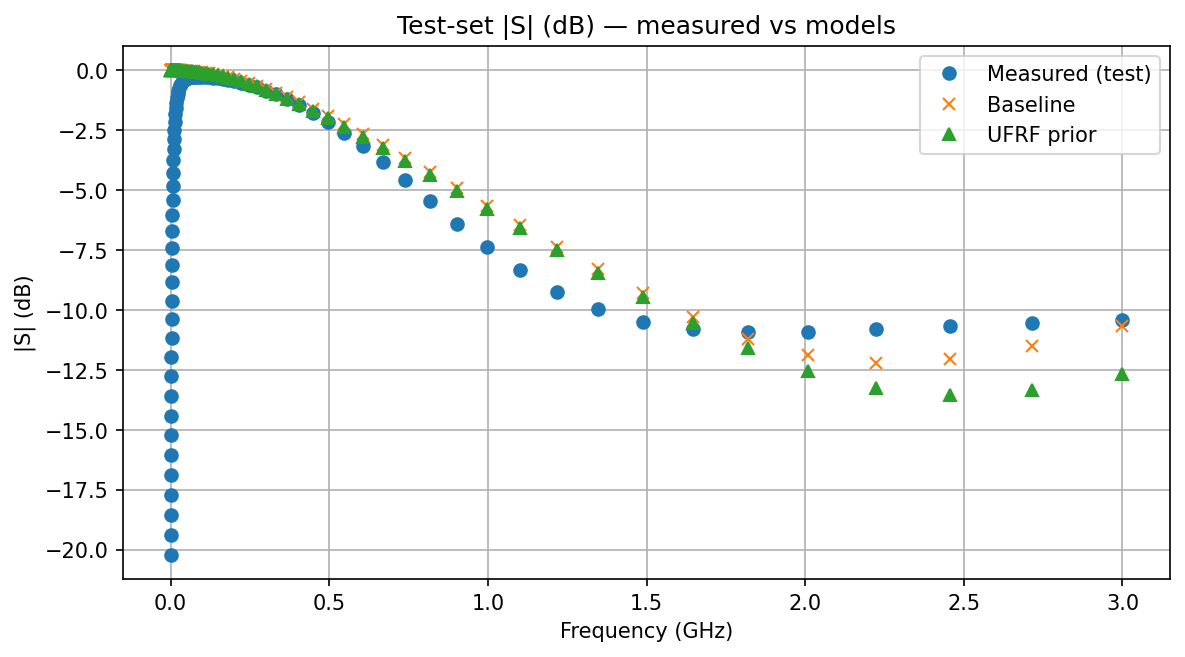 Test-set |S| (dB) — measured vs models
Measured (test)
Baseline
UFRF prior
|S| (dB)
0.0
−2.5
−5.0
−7.5
−10.0
−12.5
−15.0
−17.5
−20.0
0.0 0.5 1.0 1.5 2.0 2.5 3.0
Frequency (GHz)